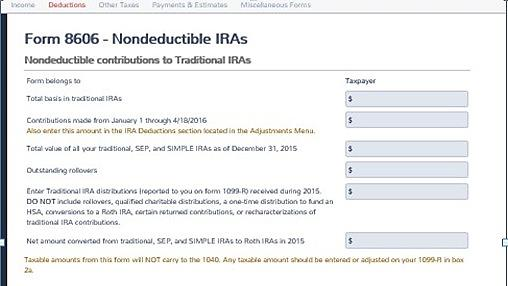 Income Deductions Other Taxes Payments & Estimates Miscellaneous Forms
Form 8606 - Nondeductible IRAs
Nondeductible contributions to Traditional IRAs
Form belongs to Taxpayer
Total basis in traditional IRAs $
Contributions made from January 1 through 4/18/2016 $
Also enter this amount in the IRA Deductions section located in the Adjustments Menu.
Total value of all your traditional, SEP, and SIMPLE IRAs as of December 31, 2015 $
Outstanding rollovers $
Enter Traditional IRA distributions (reported to you on form 1099-R) received during 2015. $
DO NOT include rollovers, qualified charitable distributions, a one-time distribution to fund an
HSA, conversions to a Roth IRA, certain returned contributions, or recharacterizations of
traditional IRA contributions.
Net amount converted from traditional, SEP, and SIMPLE IRAs to Roth IRAs in 2015 $
Taxable amounts from this form will NOT carry to the 1040. Any taxable amount should be entered or adjusted on your 1099-R in box
2a.